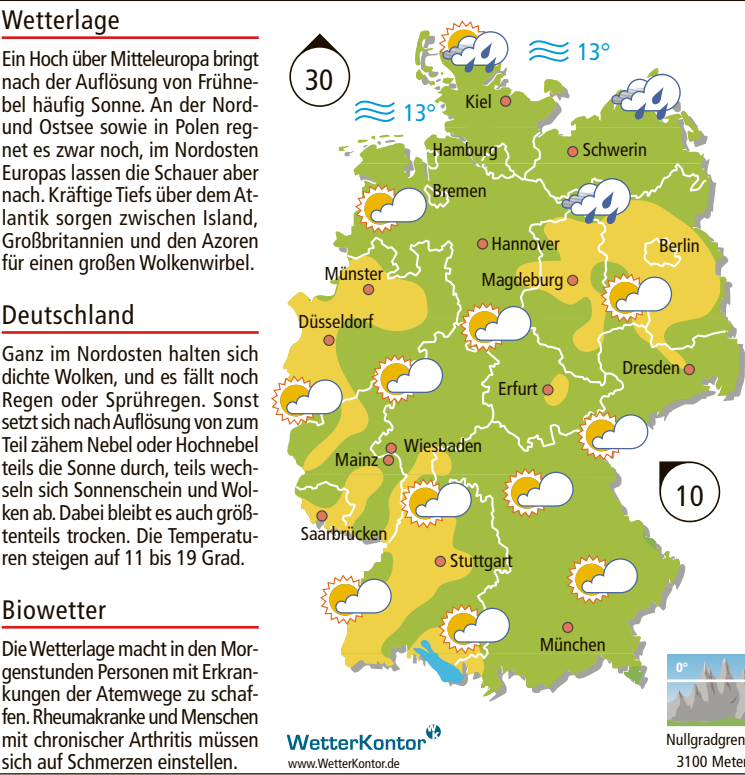 Wetterlage
Ein Hoch über Mitteleuropa bringt
nach der Auflösung von Frühne-
bel häufig Sonne. An der Nord-
und Ostsee sowie in Polen reg-
net es zwar noch, im Nordosten
Europas lassen die Schauer aber
nach. Kräftige Tiefs über dem At-
lantik sorgen zwischen Island,
Großbritannien und den Azoren
für einen großen Wolkenwirbel.
Deutschland
Ganz im Nordosten halten sich
dichte Wolken, und es fällt noch
Regen oder Sprühregen. Sonst
setzt sich nach Auflösung von zum
Teil zähem Nebel oder Hochnebel
teils die Sonne durch, teils wech-
seln sich Sonnenschein und Wol-
ken ab. Dabei bleibt es auch größ-
tenteils trocken. Die Temperatu-
ren steigen auf 11 bis 19 Grad.
Biowetter
Die Wetterlage macht in den Mor-
genstunden Personen mit Erkran-
kungen der Atemwege zu schaf-
fen. Rheumakranke und Menschen
mit chronischer Arthritis müssen
sich auf Schmerzen einstellen.
30
13°
13°
Kiel
Hamburg
Schwerin
Bremen
Hannover
Berlin
Münster
Magdeburg
Düsseldorf
Dresden
Erfurt
Wiesbaden
Mainz
10
Saarbrücken
Stuttgart
München
0°
Nullgradgren
3100 Meter
WetterKontor
www.WetterKontor.de